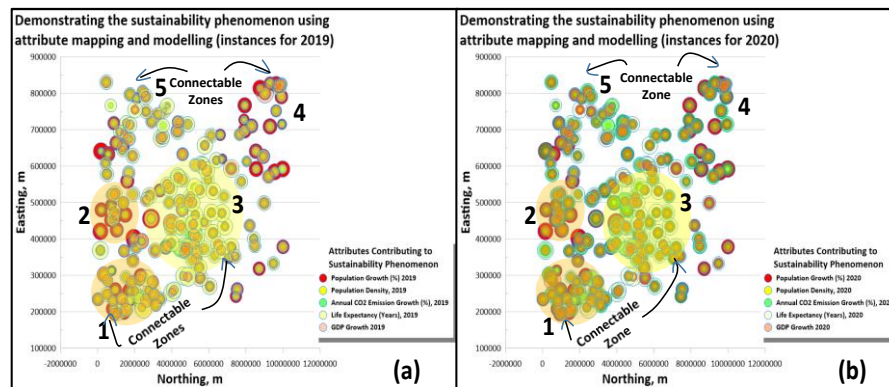 Demonstrating the sustainability phenomenon using
attribute mapping and modelling (instances for 2019)
900000
800000
700000
600000
500000
400000
300000
200000
100000
Easting, m
-2000000 0 2000000 4000000 6000000 8000000 10000000 12000000
Northing, m
Connectable
Zones
5
4
3
2
1
Connectable
Zones
Attributes Contributing to
Sustainability Phenomenon
Population Growth (%) 2019
Population Density, 2019
Annual CO2 Emission Growth (%), 2019
Life Expectancy (Years), 2019
GDP Growth 2019
(a)
Demonstrating the sustainability phenomenon using
attribute mapping and modelling (instances for 2020)
900000
800000
700000
600000
500000
400000
300000
200000
100000
Easting, m
-2000000 0 2000000 4000000 6000000 8000000 10000000 12000000
Northing, m
Connectable
Zone
5
4
3
2
1
Connectable
Zone
Attributes Contributing to
Sustainability Phenomenon
Population Growth (%) 2020
Population Density, 2020
Annual CO2 Emission Growth (%), 202
Life Expectancy (Years), 2020
GDP Growth 2020
(b)